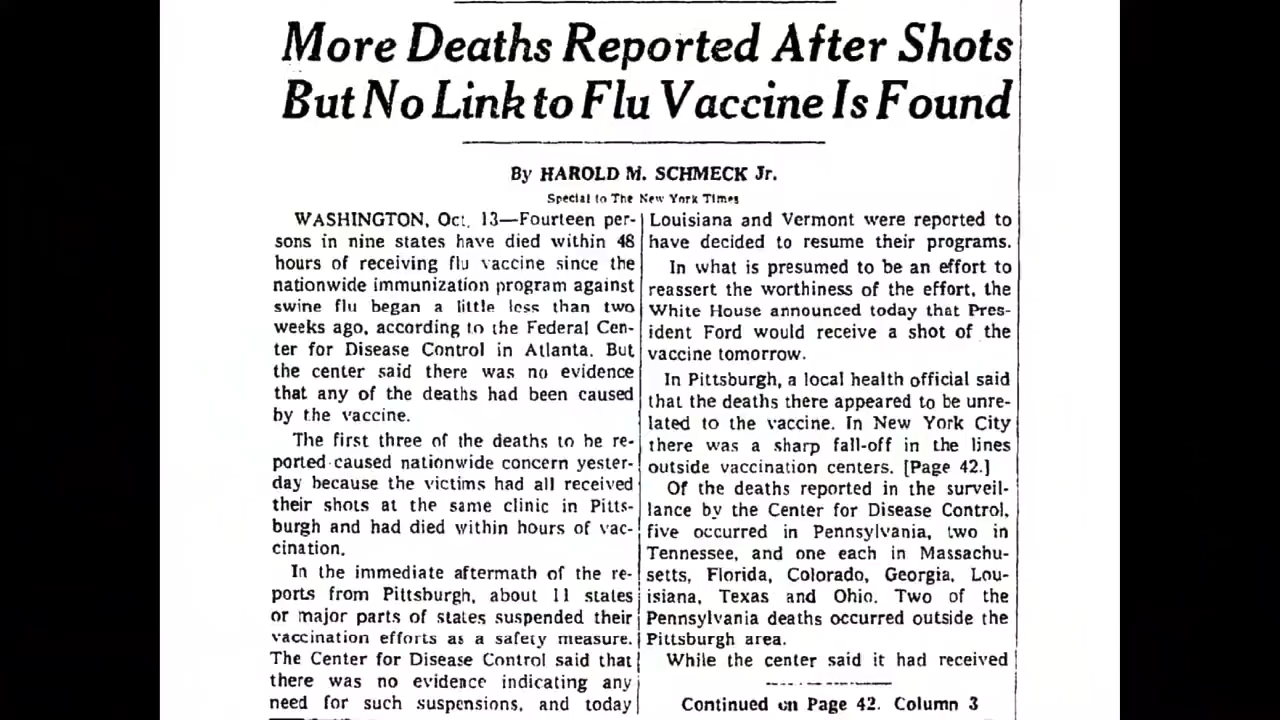 More Deaths Reported After Shots
But No Link to Flu Vaccine Is Found
By HAROLD M. SCHMECK Jr.
Special to The New York Times
WASHINGTON, Oct. 13—Fourteen per-
sons in nine states have died within 48
hours of receiving flu vaccine since the
nationwide immunization program against
swine flu began a little less than two
weeks ago, according to the Federal Cen-
ter for Disease Control in Atlanta. But
the center said there was no evidence
that any of the deaths had been caused
by the vaccine.
The first three of the deaths to be re-
ported caused nationwide concern yester-
day because the victims had all received
their shots at the same clinic in Pitts-
burgh and had died within hours of vac-
cination.
In the immediate aftermath of the re-
ports from Pittsburgh, about 11 states
or major parts of states suspended their
vaccination efforts as a safety measure.
The Center for Disease Control said that
there was no evidence indicating any
need for such suspensions, and today
Louisiana and Vermont were reported to
have decided to resume their programs.
In what is presumed to be an effort to
reassert the worthiness of the effort, the
White House announced today that Pres-
ident Ford would receive a shot of the
vaccine tomorrow.
In Pittsburgh, a local health official said
that the deaths there appeared to be unre-
lated to the vaccine. In New York City
there was a sharp fall-off in the lines
outside vaccination centers. [Page 42.]
Of the deaths reported in the surveil-
lance by the Center for Disease Control,
five occurred in Pennsylvania, two in
Tennessee, and one each in Massachu-
setts, Florida, Colorado, Georgia, Lou-
isiana, Texas and Ohio. Two of the
Pennsylvania deaths occurred outside the
Pittsburgh area.
While the center said it had received
Continued on Page 42. Column 3